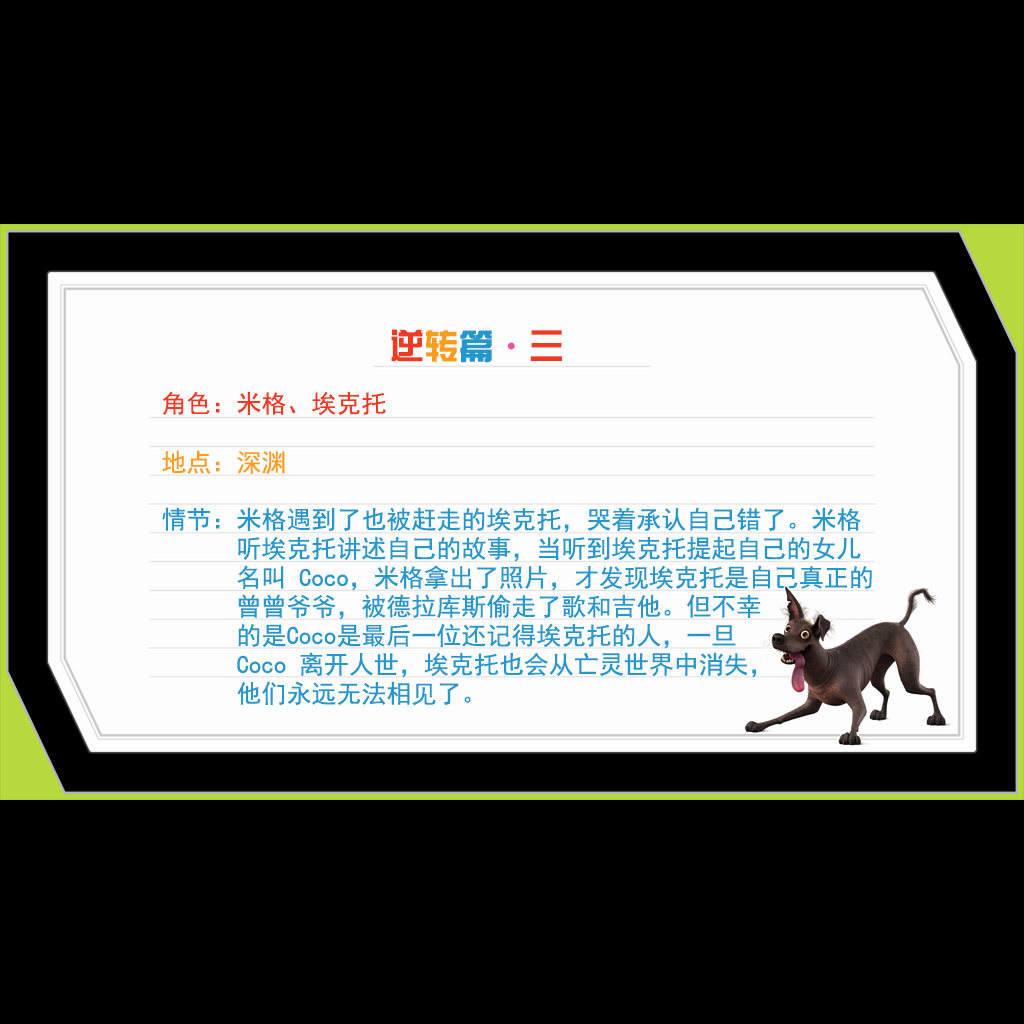 逆转篇·三
角色：米格、埃克托
地点：深渊
情节：米格遇到了也被赶走的埃克托，哭着承认自己错了。米格
听埃克托讲述自己的故事，当听到埃克托提起自己的女儿
名叫 Coco，米格拿出了照片，才发现埃克托是自己真正的
曾曾爷爷，被德拉库斯偷走了歌和吉他。但不幸
的是Coco是最后一位还记得埃克托的人，一旦
Coco 离开人世，埃克托也会从亡灵世界中消失，
他们永远无法相见了。